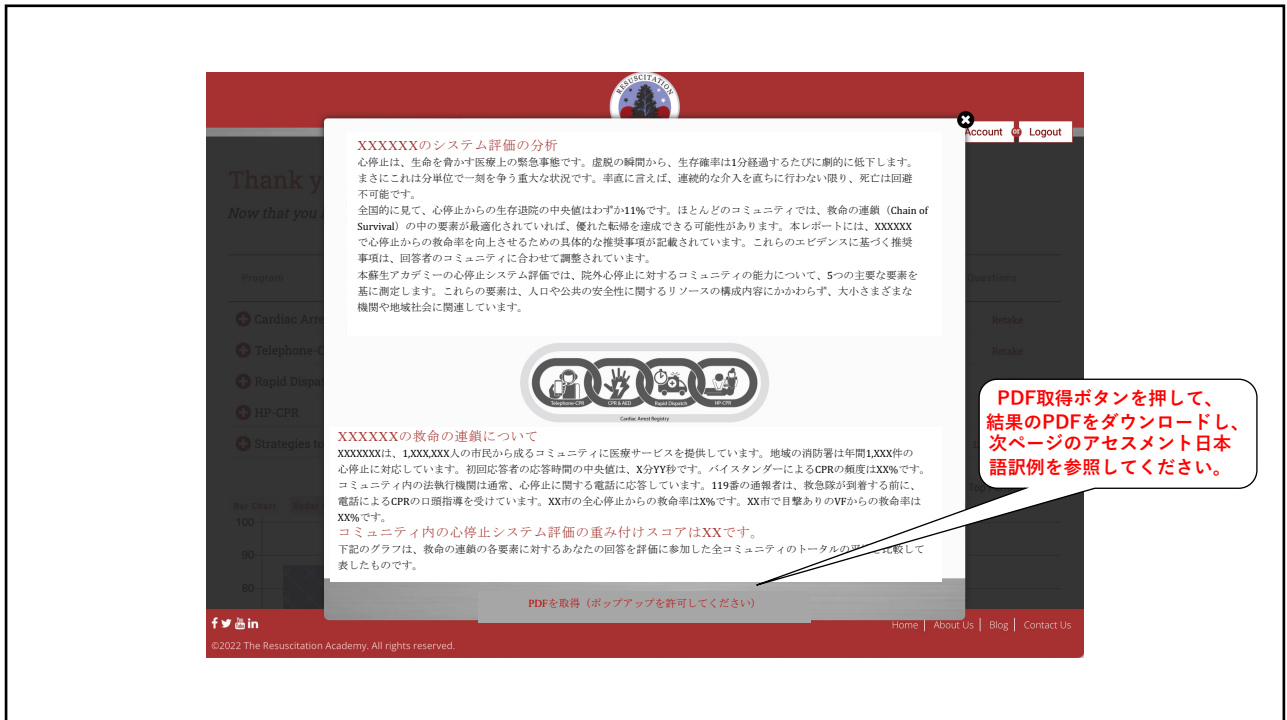 RESUSCITATIO
Account or Logout
Thank y
Now that you
Program
Questions
Cardiac Arre
Retake
Telephone-C
Retake
Rapid Dispa
HP-CPR
Strategies to
Bar Chart
100
90
80
XXXXXXのシステム評価の分析
心停止は、生命を脅かす医療上の緊急事態です。虚脱の瞬間から、生存確率は1分経過するたびに劇的に低下します。
まさにこれは分単位で一刻を争う重大な状況です。率直に言えば、連続的な介入を直ちに行わない限り、死亡は回避
不可能です。
全国的に見て、心停止からの生存退院の中央値はわずか11%です。ほとんどのコミュニティでは、救命の連鎖（Chain of
Survival）の中の要素が最適化されていれば、優れた転帰を達成できる可能性があります。本レポートには、XXXXXX
で心停止からの救命率を向上させるための具体的な推奨事項が記載されています。これらのエビデンスに基づく推奨
事項は、回答者のコミュニティに合わせて調整されています。
本蘇生アカデミーの心停止システム評価では、院外心停止に対するコミュニティの能力について、5つの主要な要素を
基に測定します。これらの要素は、人口や公共の安全性に関するリソースの構成内容にかかわらず、大小さまざまな
機関や地域社会に関連しています。
Telephone-CPR CPR & AED Rapid Dispatch HP-CPR
Cardiac Arrest Registry
XXXXXXの救命の連鎖について
XXXXXXXは、1,XXX,XXX人の市民から成るコミュニティに医療サービスを提供しています。地域の消防署は年間1,XXX件の
心停止に対応しています。初回応答者の応答時間の中央値は、X分YY秒です。バイスタンダーによるCPRの頻度はXX%です。
コミュニティ内の法執行機関は通常、心停止に関する電話に応答しています。119番の通報者は、救急隊が到着する前に、
電話によるCPRの口頭指導を受けています。XX市の全心停止からの救命率はX%です。XX市で目撃ありのVFからの救命率は
XX%です。
コミュニティ内の心停止システム評価の重み付けスコアはXXです。
下記のグラフは、救命の連鎖の各要素に対するあなたの回答を評価に参加した全コミュニティのトータルの平 と比較して
表したものです。
PDFを取得（ポップアップを許可してください）
PDF取得ボタンを押して、
結果のPDFをダウンロードし、
次ページのアセスメント日本
語訳例を参照してください。
Home | About Us | Blog | Contact Us
©2022 The Resuscitation Academy. All rights reserved.